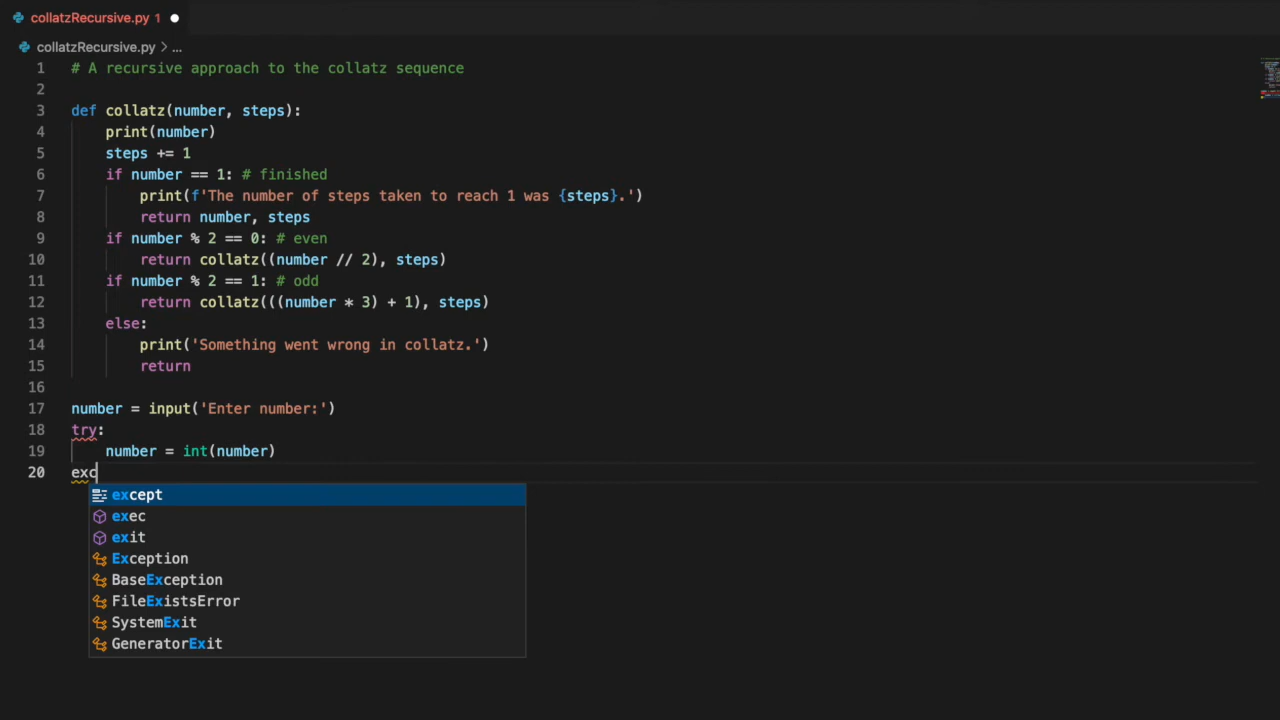 collatzRecursive.py 1
collatzRecursive.py > ...
1 # A recursive approach to the collatz sequence
2
3 def collatz(number, steps):
4     print(number)
5     steps += 1
6     if number == 1: # finished
7         print(f'The number of steps taken to reach 1 was {steps}.')
8         return number, steps
9     if number % 2 == 0: # even
10         return collatz((number // 2), steps)
11     if number % 2 == 1: # odd
12         return collatz(((number * 3) + 1), steps)
13     else:
14         print('Something went wrong in collatz.')
15         return
16
17 number = input('Enter number:')
18 try:
19     number = int(number)
20 exc
except
exec
exit
Exception
BaseException
FileExistsError
SystemExit
GeneratorExit